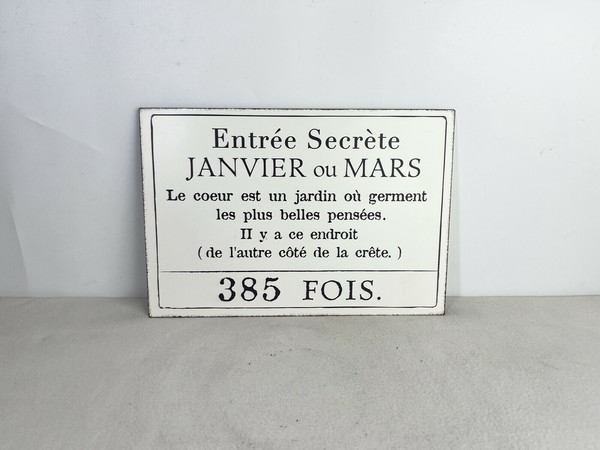 Entrée Secrète
JANVIER ou MARS
Le coeur est un jardin où germent
les plus belles pensées.
Il y a ce endroit
( de l'autre côté de la crête. )
385 FOIS.